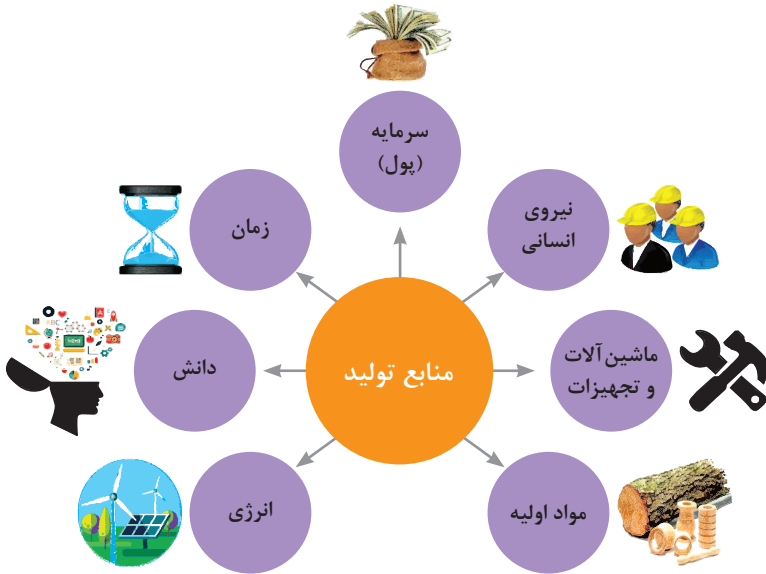 سرمایه
(پول)
نیروی
انسانی
زمان
ماشین‌آلات
و تجهیزات
منابع تولید
دانش
مواد اولیه
انرژی